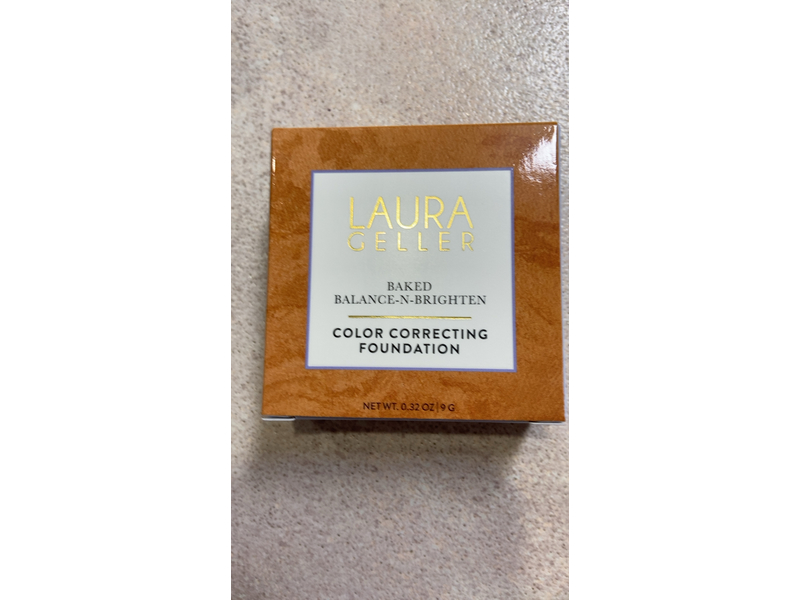 LAURA
GELLER
BAKED
BALANCE-N-BRIGHTEN
COLOR CORRECTING
FOUNDATION
NET WT. 0.32 OZ | 9 G